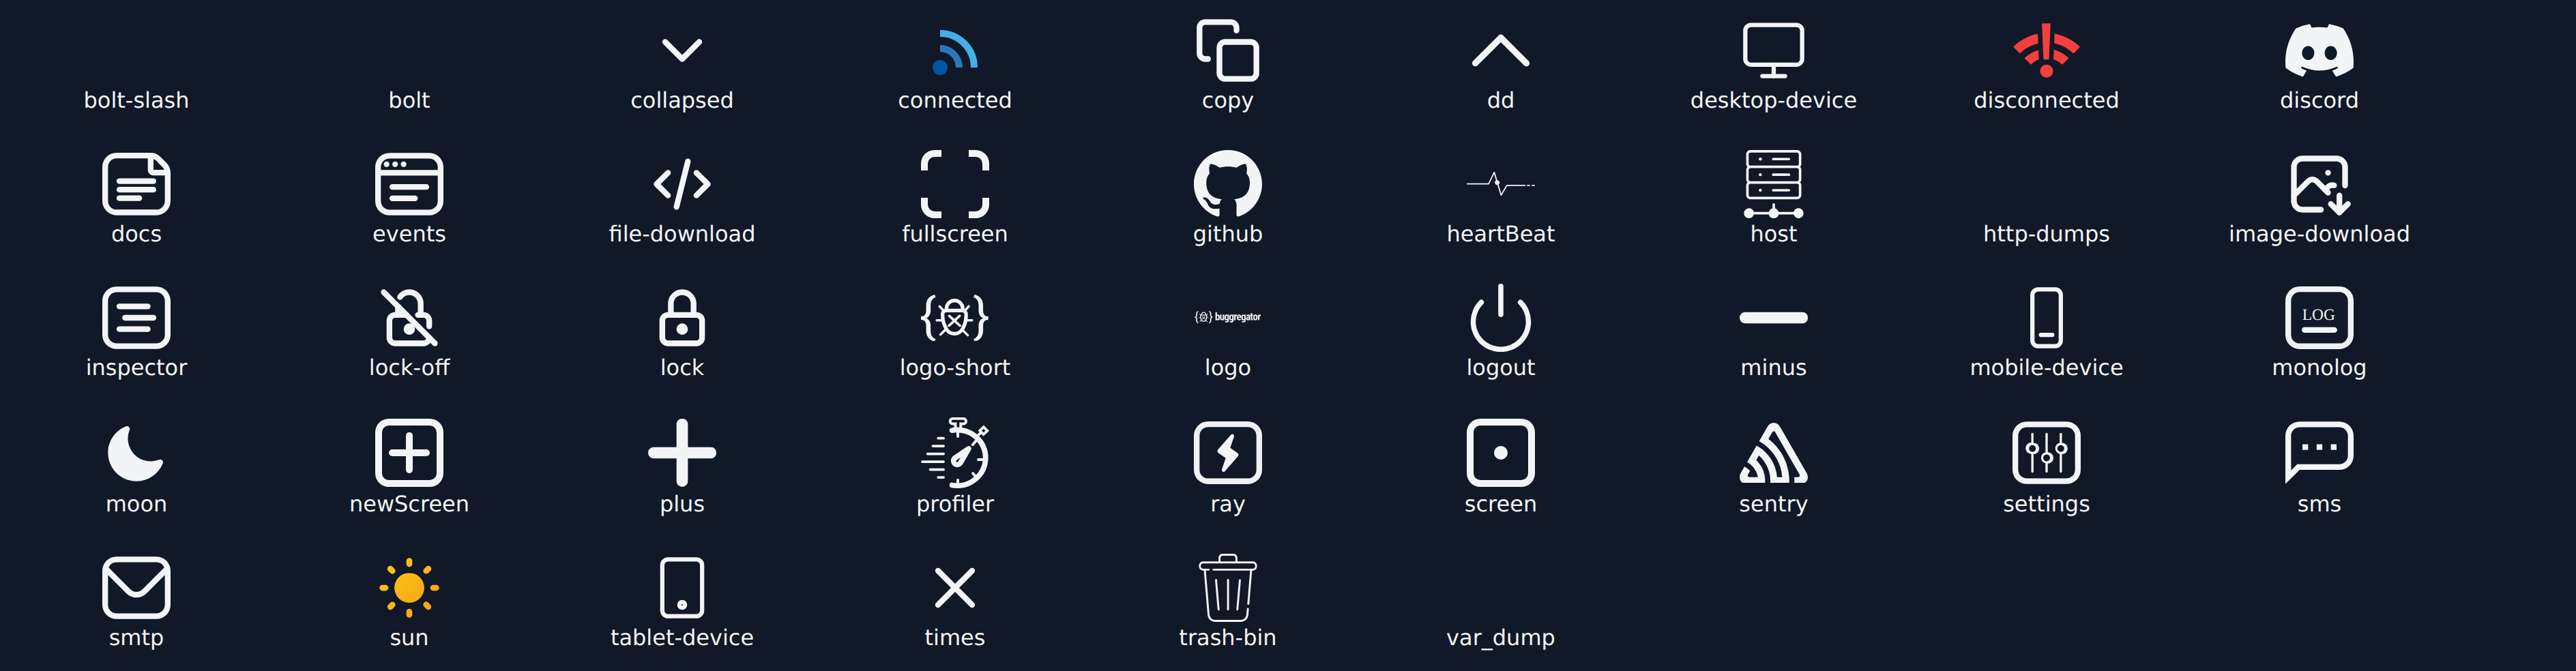 bolt-slash
bolt
collapsed
connected
copy
dd
desktop-device
disconnected
discord
docs
events
file-download
fullscreen
github
heartBeat
host
http-dumps
image-download
buggregator
LOG
inspector
lock-off
lock
logo-short
logo
logout
minus
mobile-device
monolog
moon
newScreen
plus
profiler
ray
screen
sentry
settings
sms
smtp
sun
tablet-device
times
trash-bin
var_dump